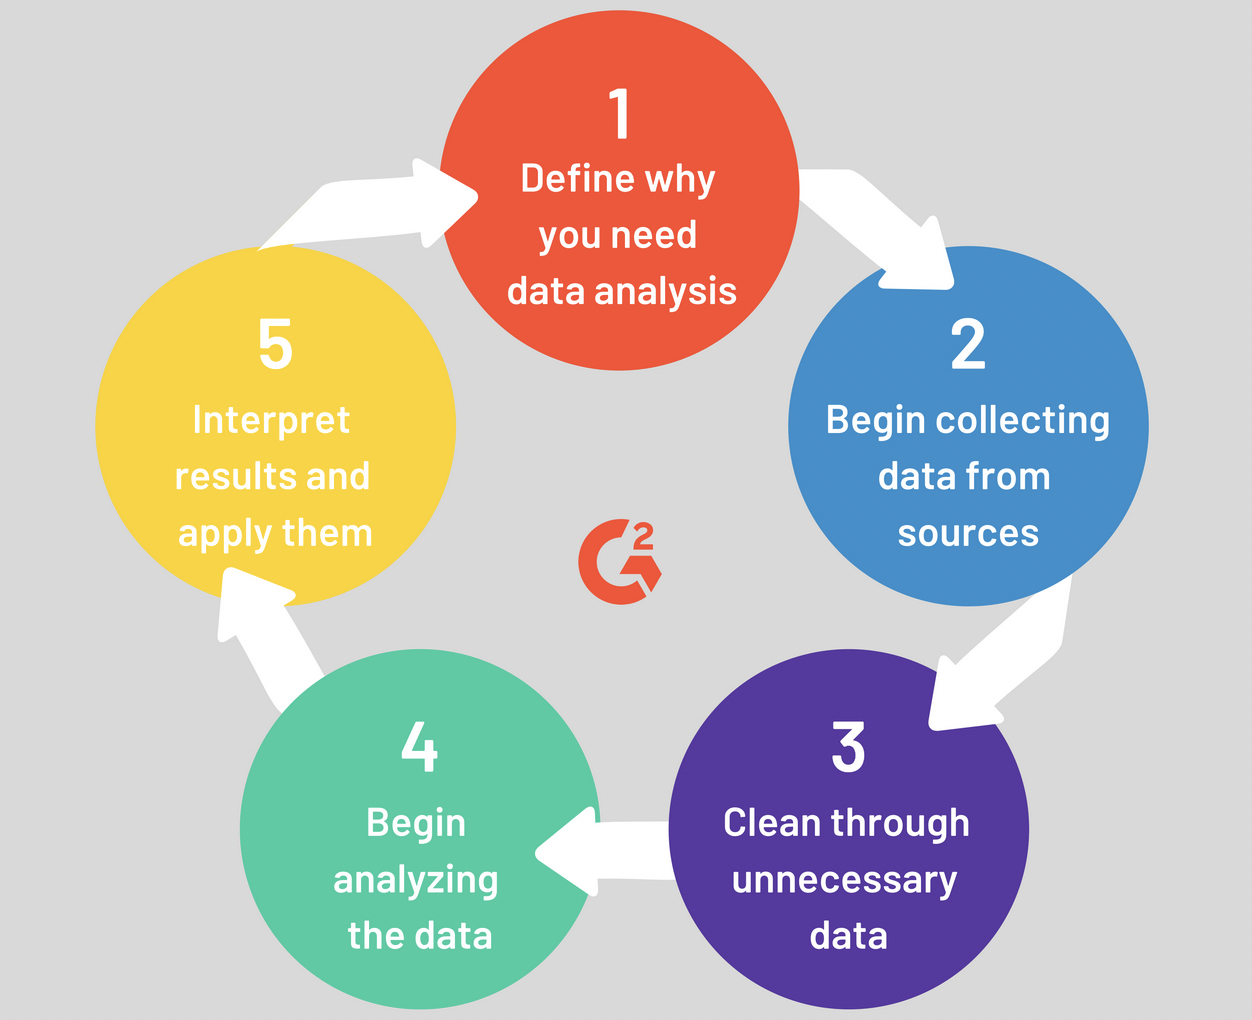 1
Define why
you need
data analysis
2
Begin collecting
data from
sources
3
Clean through
unnecessary
data
4
Begin
analyzing
the data
5
Interpret
results and
apply them
G2